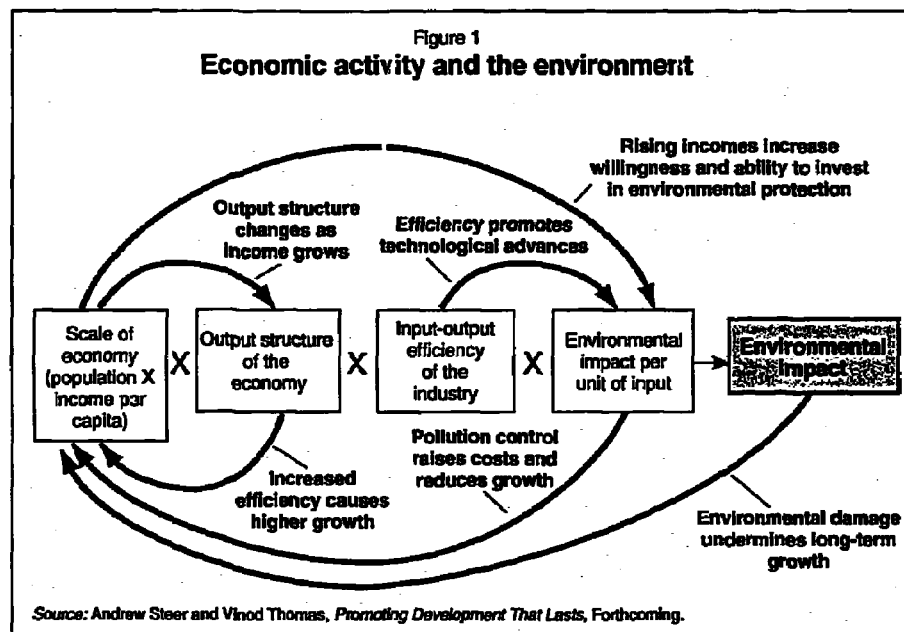 Figure 1
Economic activity and the environment
Rising incomes increase
willingness and ability to invest
in environmental protection
Output structure
changes as
income grows
Efficiency promotes
technological advances
Scale of
economy
(population X
income per
capita)
X
Output structure
of the
economy
X
Input-output
efficiency
of the
industry
X
Environmental
impact per
unit of input
Environmental
impact
Increased
efficiency causes
higher growth
Pollution control
raises costs and
reduces growth
Environmental damage
undermines long-term
growth
Source: Andrew Steer and Vinod Thomas, Promoting Development That Lasts, Forthcoming.